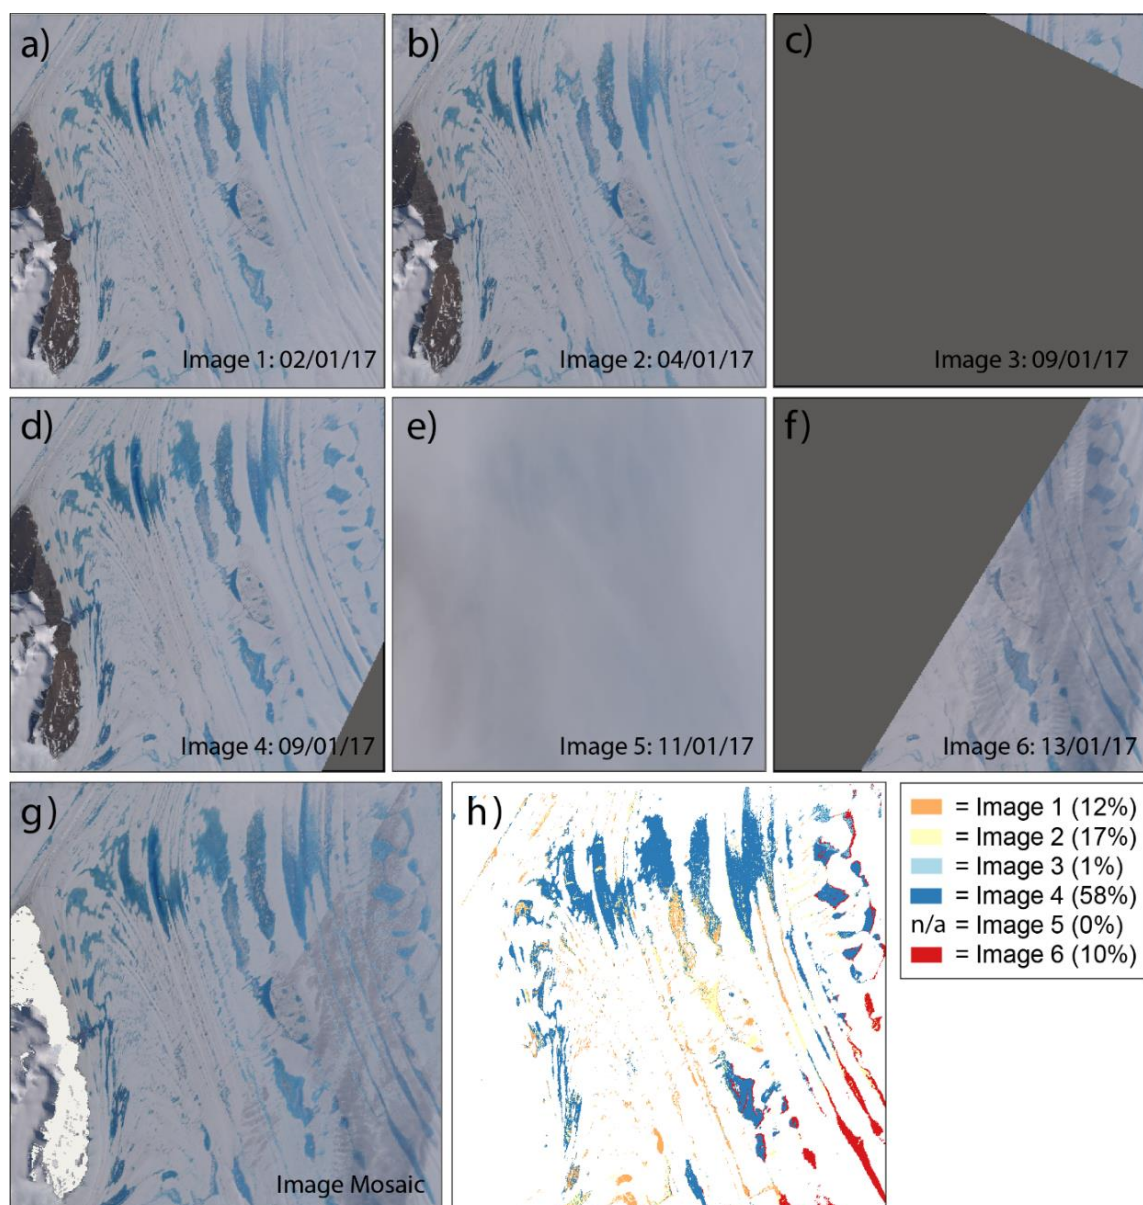 a)
Image 1: 02/01/17
b)
Image 2: 04/01/17
c)
Image 3: 09/01/17
d)
Image 4: 09/01/17
e)
Image 5: 11/01/17
f)
Image 6: 13/01/17
g)
Image Mosaic
h)
= Image 1 (12%)
= Image 2 (17%)
= Image 3 (1%)
= Image 4 (58%)
n/a = Image 5 (0%)
= Image 6 (10%)